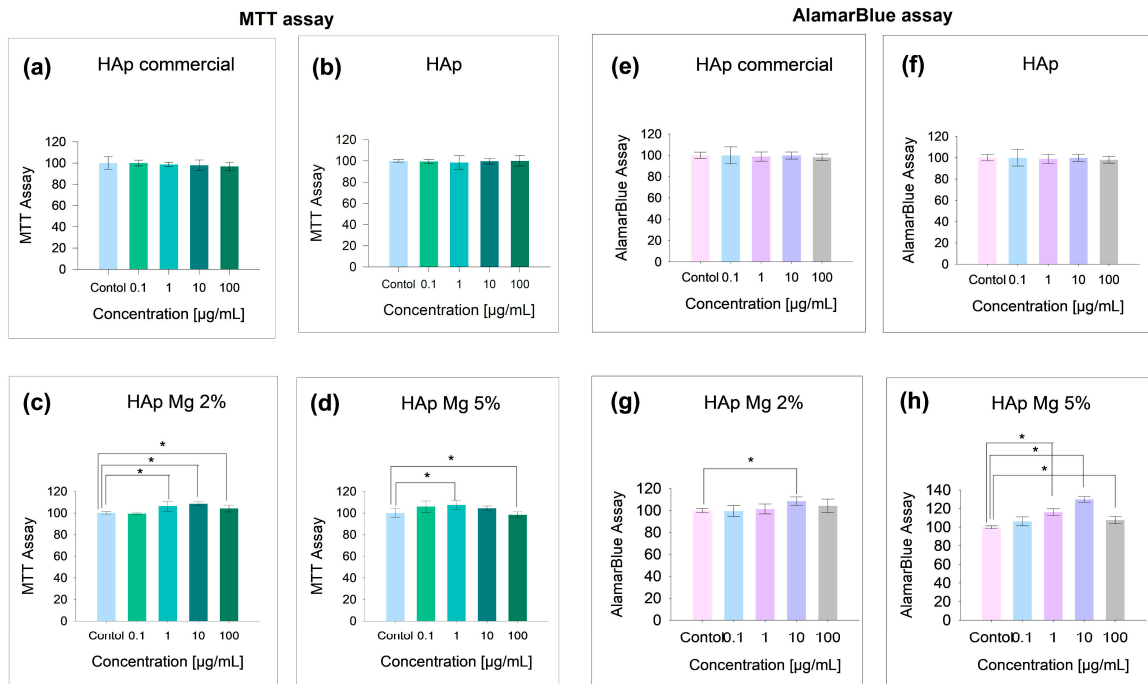 MTT assay
AlamarBlue assay
(a)
HAp commercial
MTT Assay
120
100
80
60
40
20
0
Contol 0.1 1 10 100
Concentration [µg/mL]
(b)
HAp
MTT Assay
120
100
80
60
40
20
0
Contol 0.1 1 10 100
Concentration [µg/mL]
(e)
HAp commercial
AlamarBlue Assay
120
100
80
60
40
20
0
Contol 0.1 1 10 100
Concentration [µg/mL]
(f)
HAp
AlamarBlue Assay
120
100
80
60
40
20
0
Contol 0.1 1 10 100
Concentration [µg/mL]
(c)
HAp Mg 2%
*
*
*
MTT Assay
120
100
80
60
40
20
0
Contol 0.1 1 10 100
Concentration [µg/mL]
(d)
HAp Mg 5%
*
*
MTT Assay
120
100
80
60
40
20
0
Contol 0.1 1 10 100
Concentration [µg/mL]
(g)
HAp Mg 2%
*
AlamarBlue Assay
120
100
80
60
40
20
0
Contol 0.1 1 10 100
Concentration [µg/mL]
(h)
HAp Mg 5%
*
*
*
AlamarBlue Assay
140
120
100
80
60
40
20
0
Contol 0.1 1 10 100
Concentration [µg/mL]